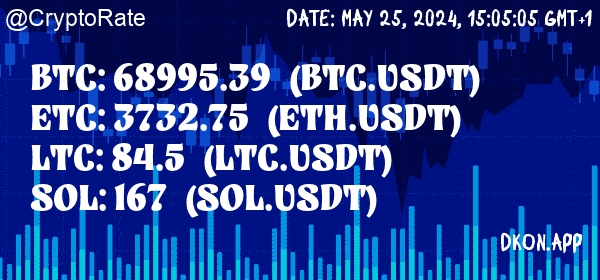 @CryptoRate
DATE: MAY 25, 2024, 15:05:05 GMT+1
BTC: 68995.39 (BTC.USDT)
ETC: 3732.75 (ETH.USDT)
LTC: 84.5 (LTC.USDT)
SOL: 167 (SOL.USDT)
DKON.APP